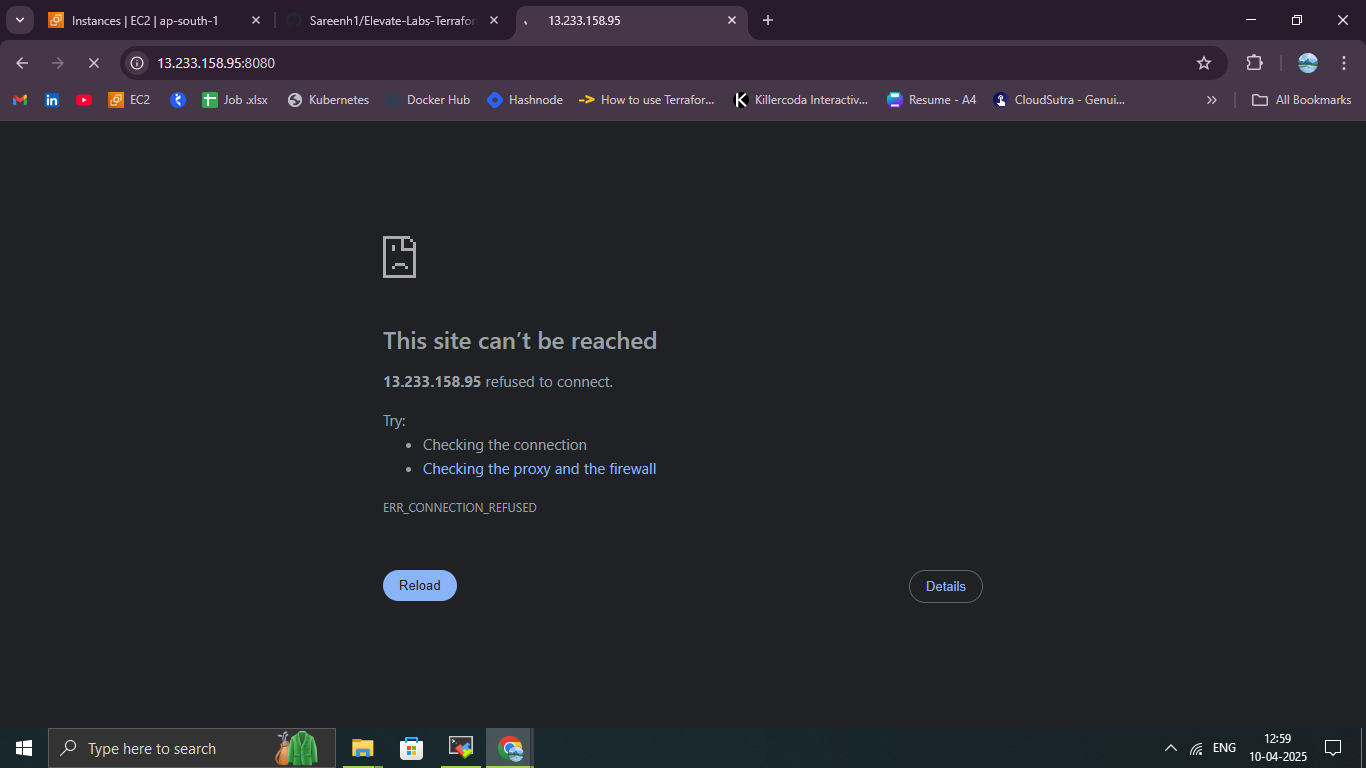 Instances | EC2 | ap-south-1
Sareenh1/Elevate-Labs-Terrafor
13.233.158.95
13.233.158.95:8080
EC2
Job .xlsx
Kubernetes
Docker Hub
Hashnode
How to use Terrafor...
Killercoda Interactiv...
Resume - A4
CloudSutra - Genui...
All Bookmarks
This site can’t be reached
13.233.158.95 refused to connect.
Try:
Checking the connection
Checking the proxy and the firewall
ERR_CONNECTION_REFUSED
Reload
Details
Type here to search
ENG
12:59
10-04-2025